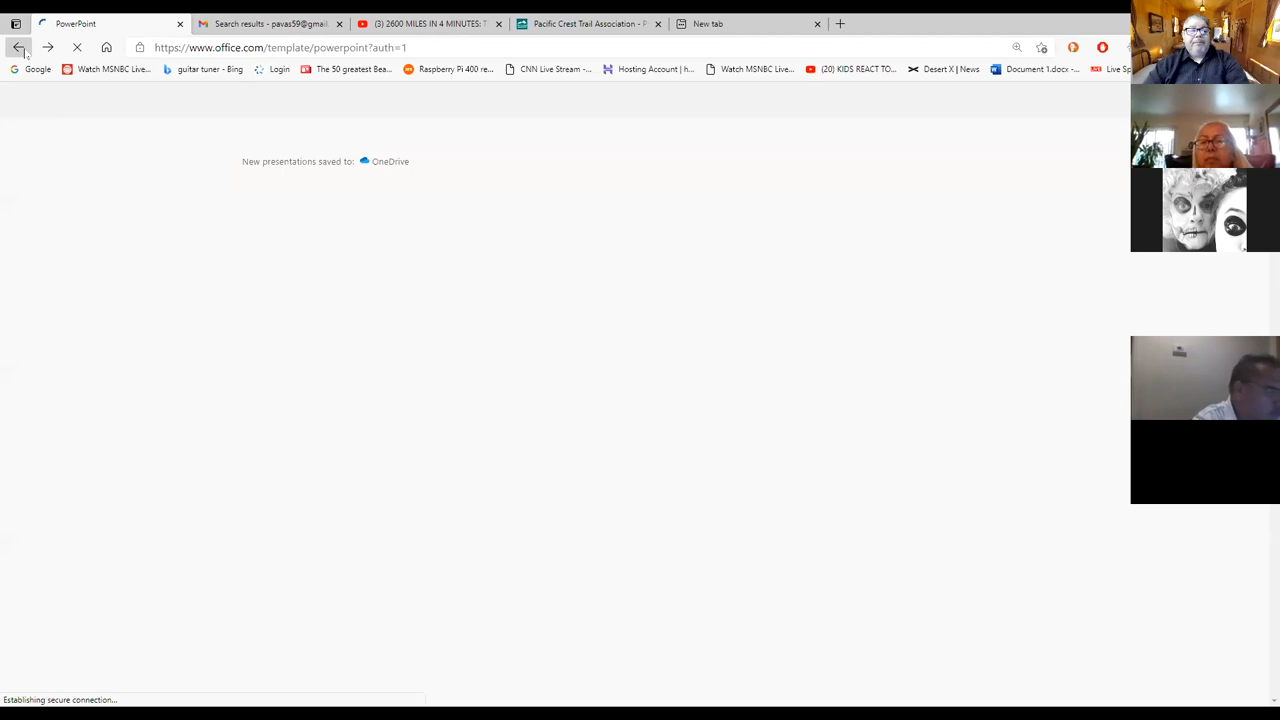 PowerPoint
Search results - pavas59@gmail.
(3) 2600 MILES IN 4 MINUTES: T
Pacific Crest Trail Association - P
New tab
https://www.office.com/template/powerpoint?auth=1
Google
Watch MSNBC Live...
guitar tuner - Bing
Login
The 50 greatest Bea...
Raspberry Pi 400 re...
CNN Live Stream -...
Hosting Account | h...
Watch MSNBC Live...
(20) KIDS REACT TO...
Desert X | News
Document 1.docx -...
LIVE
Live Sp
New presentations saved to: OneDrive
Establishing secure connection...